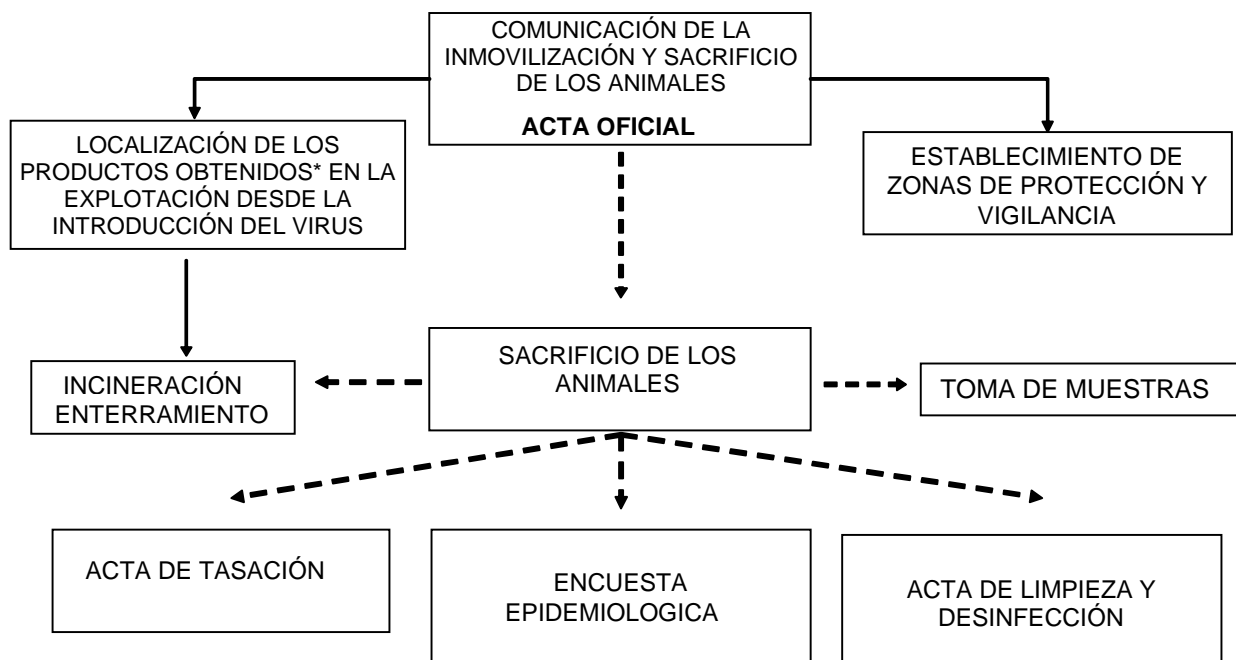 COMUNICACIÓN DE LA
INMOVILIZACIÓN Y SACRIFICIO
DE LOS ANIMALES
ACTA OFICIAL
LOCALIZACIÓN DE LOS
PRODUCTOS OBTENIDOS* EN LA
EXPLOTACIÓN DESDE LA
INTRODUCCIÓN DEL VIRUS
ESTABLECIMIENTO DE
ZONAS DE PROTECCIÓN Y
VIGILANCIA
INCINERACIÓN
ENTERRAMIENTO
SACRIFICIO DE LOS
ANIMALES
TOMA DE MUESTRAS
ACTA DE TASACIÓN
ENCUESTA
EPIDEMIOLOGICA
ACTA DE LIMPIEZA Y
DESINFECCIÓN